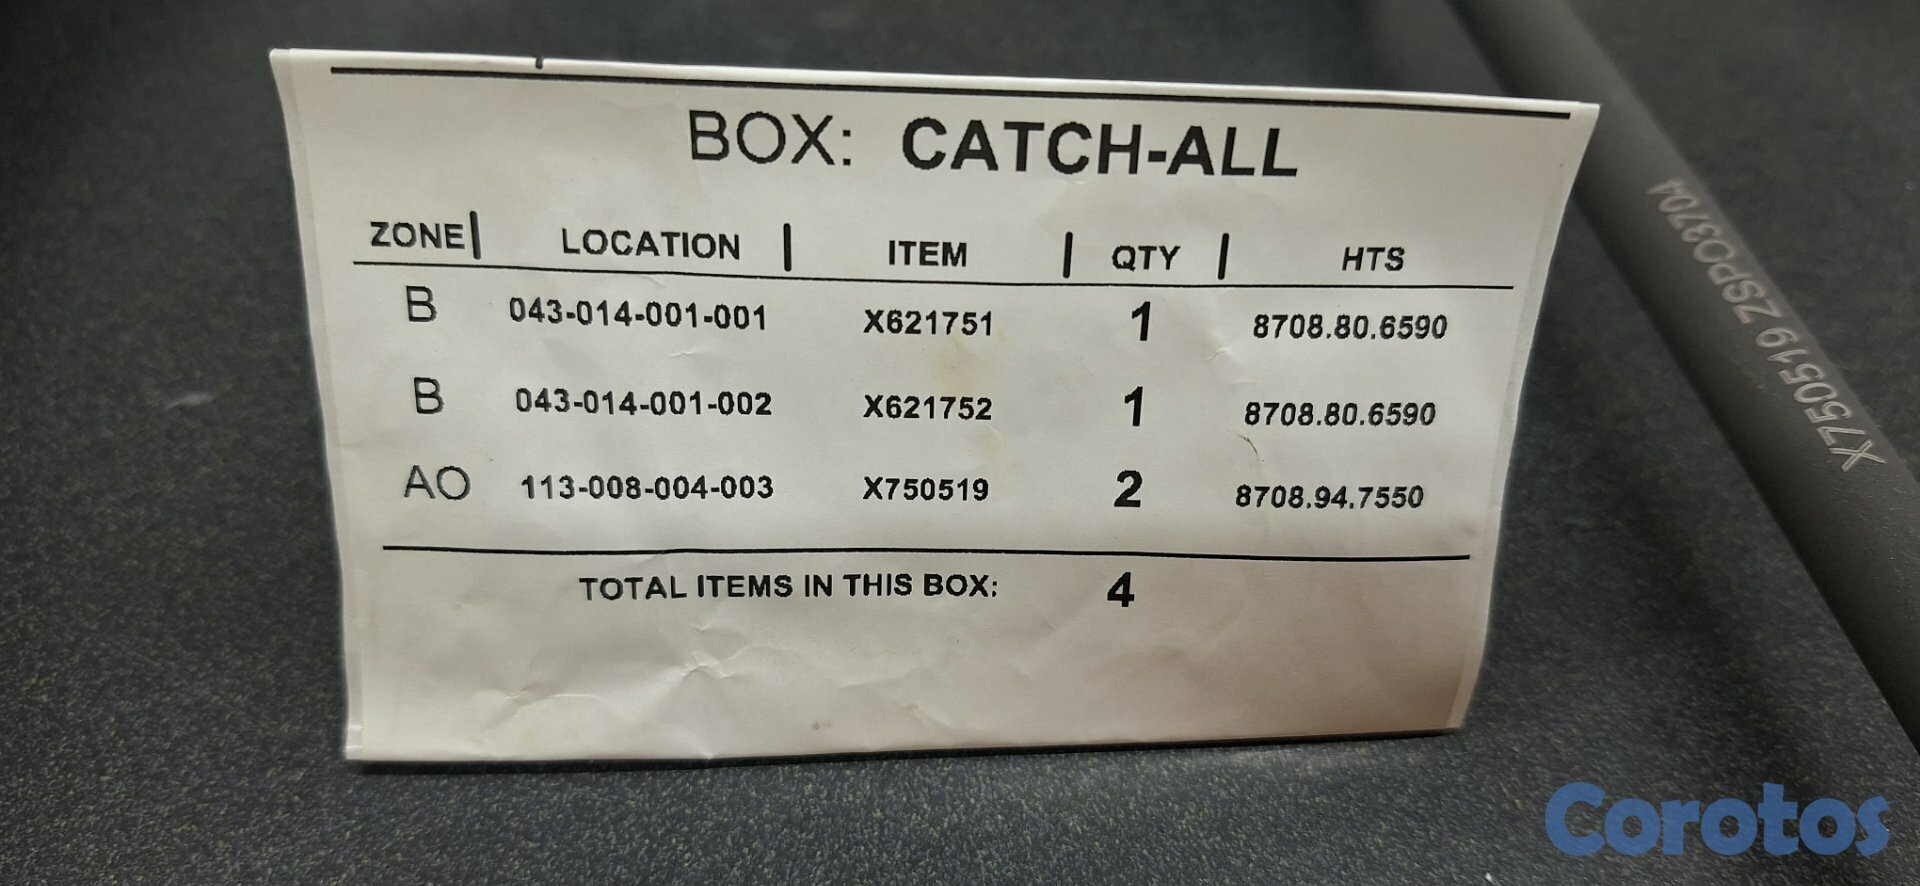 BOX: CATCH-ALL
ZONE | LOCATION | ITEM | QTY | HTS
B 043-014-001-001 X621751 1 8708.80.6590
B 043-014-001-002 X621752 1 8708.80.6590
AO 113-008-004-003 X750519 2 8708.94.7550
TOTAL ITEMS IN THIS BOX: 4
X750519 ZSPO3704
Corotos